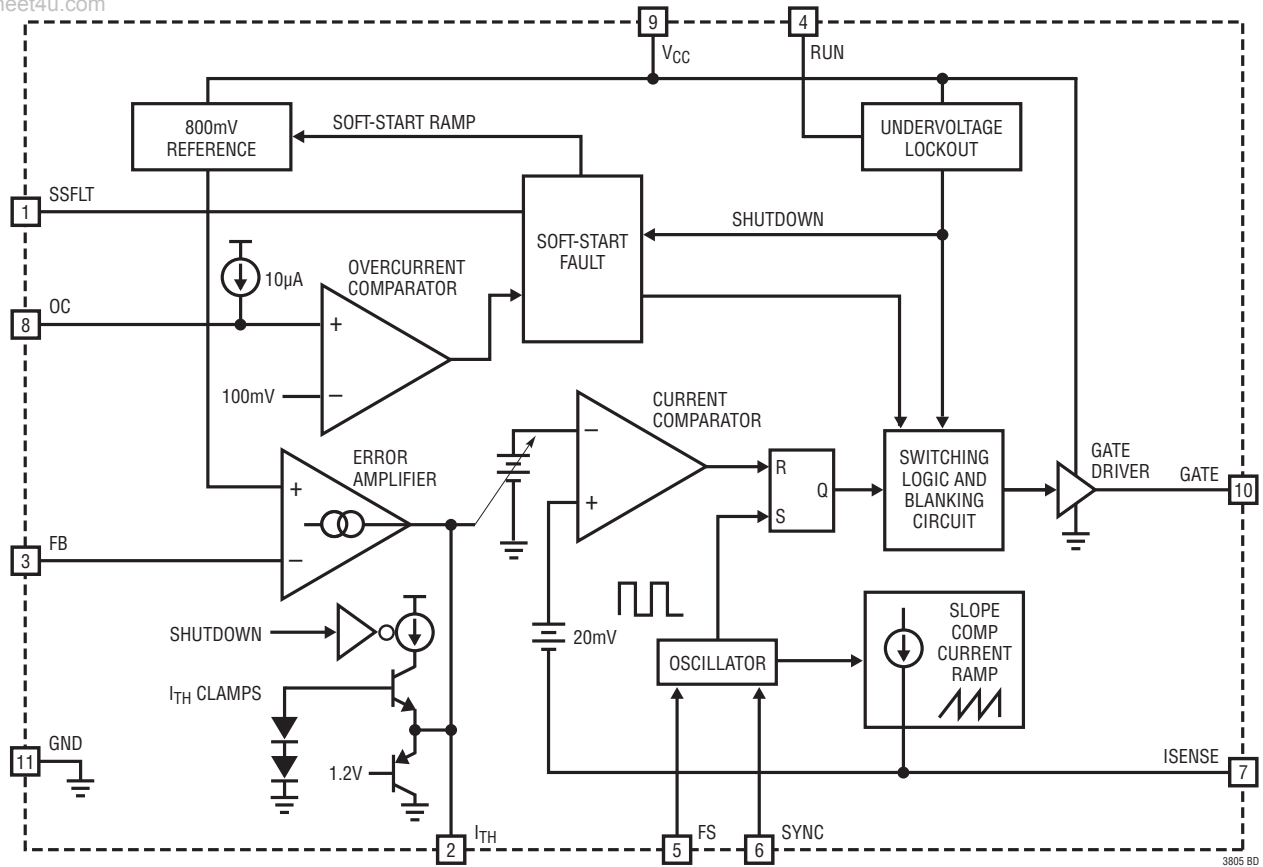 neet4u.com
9
4
VCC
RUN
800mV
REFERENCE
SOFT-START RAMP
UNDERVOLTAGE
LOCKOUT
1
SSFLT
SHUTDOWN
SOFT-START
FAULT
10µA
OVERCURRENT
COMPARATOR
8
OC
+
100mV
–
CURRENT
COMPARATOR
ERROR
AMPLIFIER
–
+
R
S
Q
SWITCHING
LOGIC AND
BLANKING
CIRCUIT
GATE
DRIVER
GATE
10
+
–
3
FB
SHUTDOWN
20mV
OSCILLATOR
SLOPE
COMP
CURRENT
RAMP
ITH CLAMPS
11
GND
1.2V
ISENSE
7
2
ITH
5
FS
6
SYNC
3805 BD